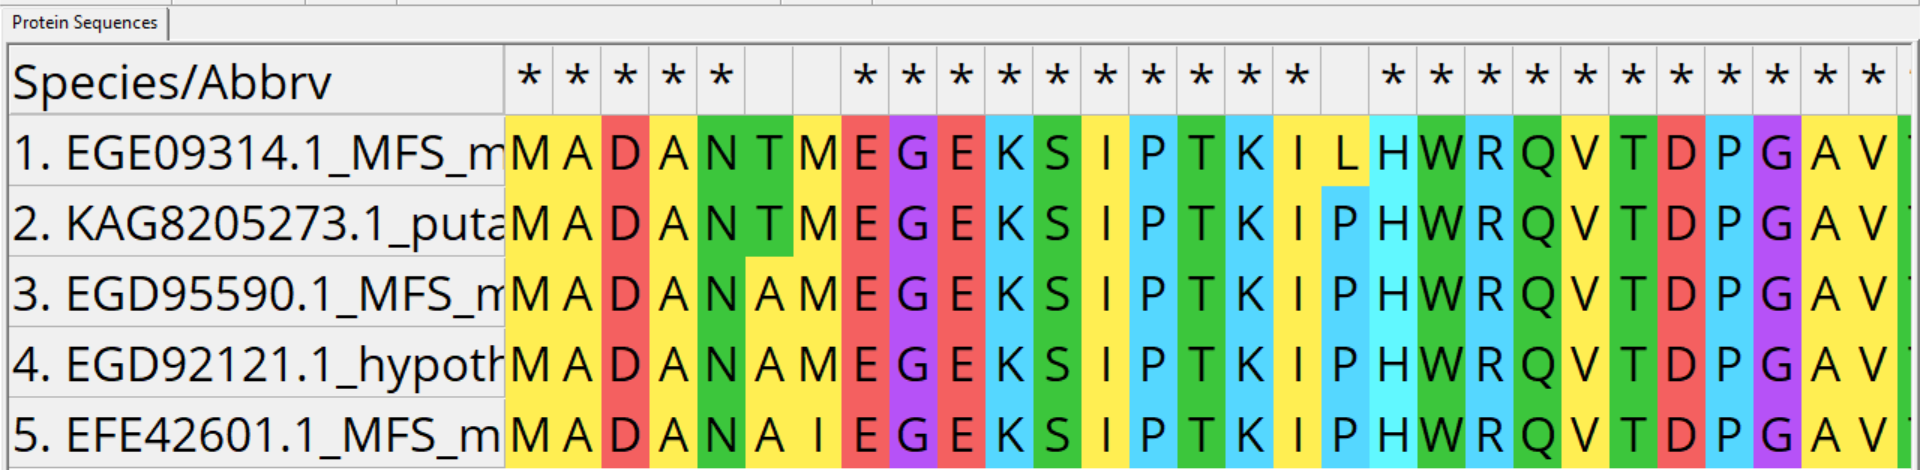 Protein Sequences
Species/Abbrv * * * * * * * * * * * * * * * * * * * * * * * * * *
1. EGE09314.1_MFS_m M A D A N T M E G E K S I P T K I L H W R Q V T D P G A V
2. KAG8205273.1_puta M A D A N T M E G E K S I P T K I P H W R Q V T D P G A V
3. EGD95590.1_MFS_m M A D A N A M E G E K S I P T K I P H W R Q V T D P G A V
4. EGD92121.1_hypoth M A D A N A M E G E K S I P T K I P H W R Q V T D P G A V
5. EFE42601.1_MFS_m M A D A N A I E G E K S I P T K I P H W R Q V T D P G A V